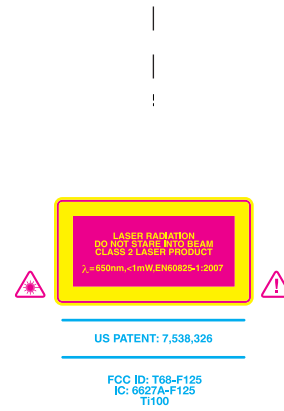 LASER RADIATION
DO NOT STARE INTO BEAM
CLASS 2 LASER PRODUCT
λ=650nm,<1mW,EN60825-1:2007
US PATENT: 7,538,326
FCC ID: T68-F125
IC: 6627A-F125
Ti100